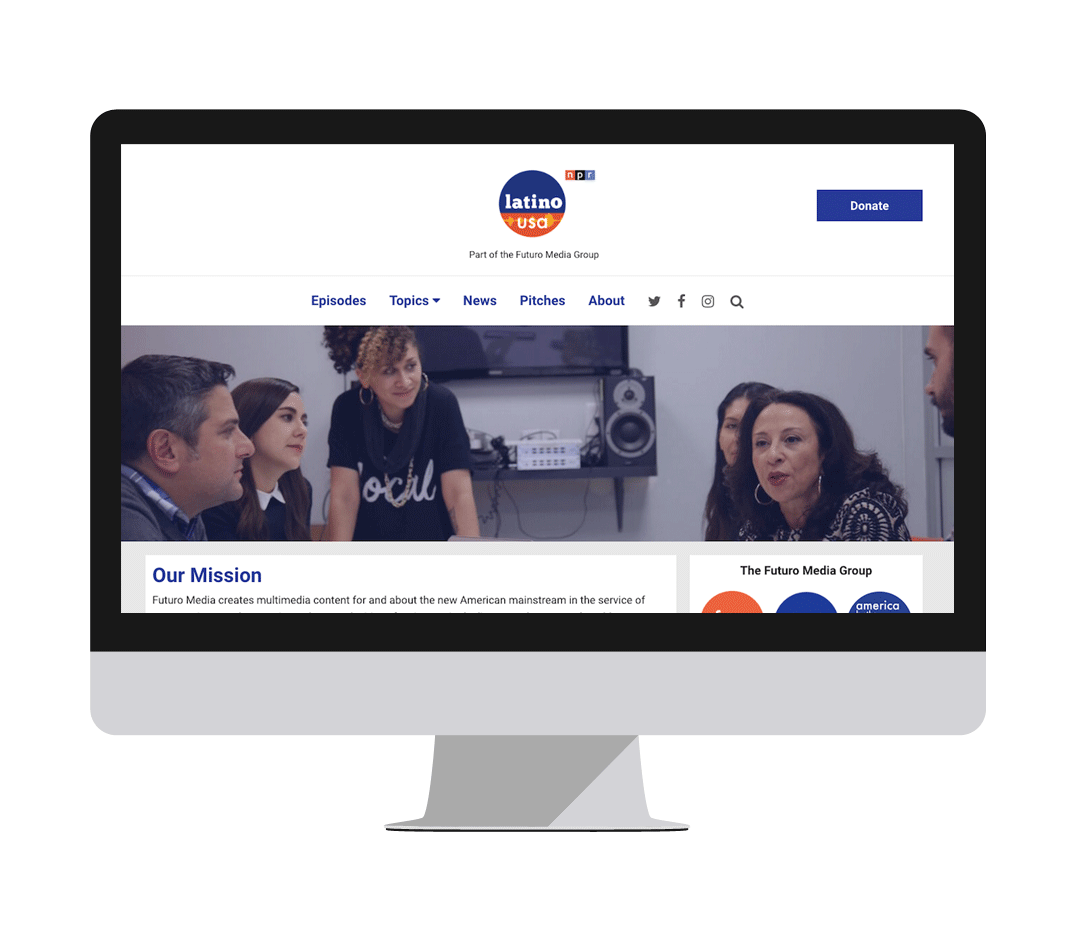 npr
latino
usa
Donate
Part of the Futuro Media Group
Episodes Topics News Pitches About
local
Our Mission
The Futuro Media Group
Futuro Media creates multimedia content for and about the new American mainstream in the service of
america